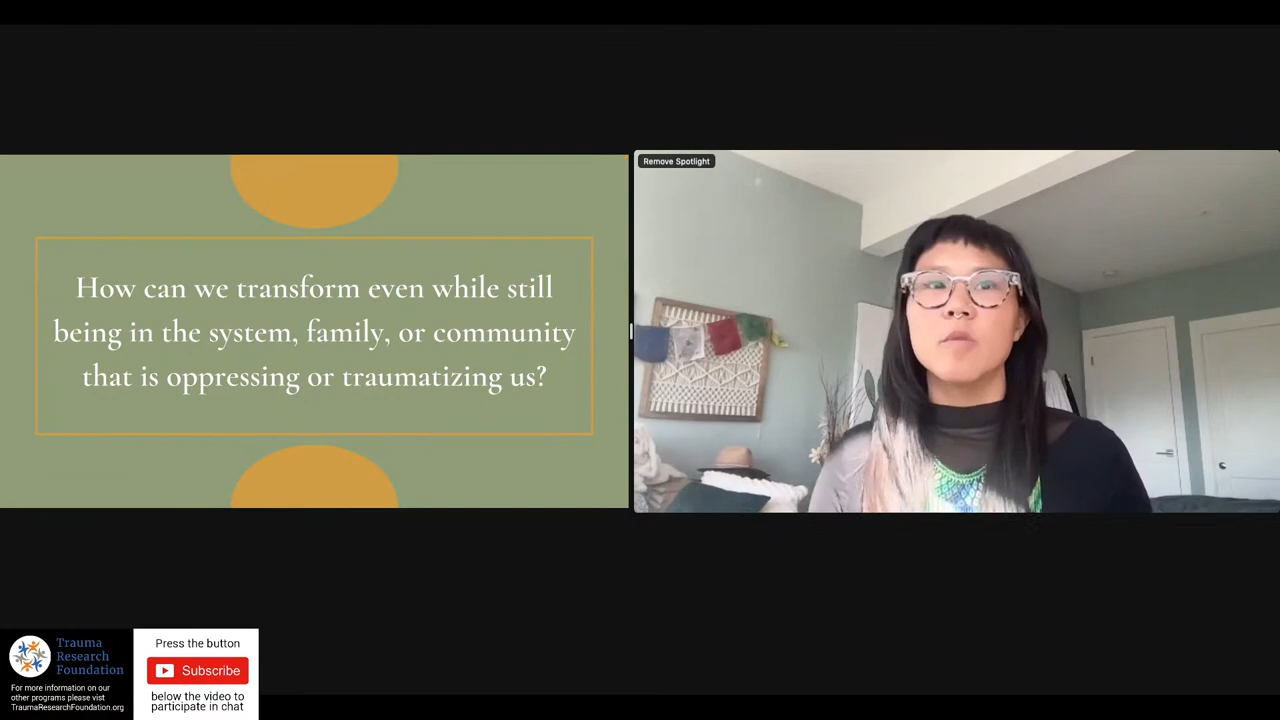 Remove Spotlight
How can we transform even while still
being in the system, family, or community
that is oppressing or traumatizing us?
Trauma
Research
Foundation
For more information on our
other programs please visit
TraumaResearchFoundation.org
Press the button
Subscribe
below the video to
participate in chat